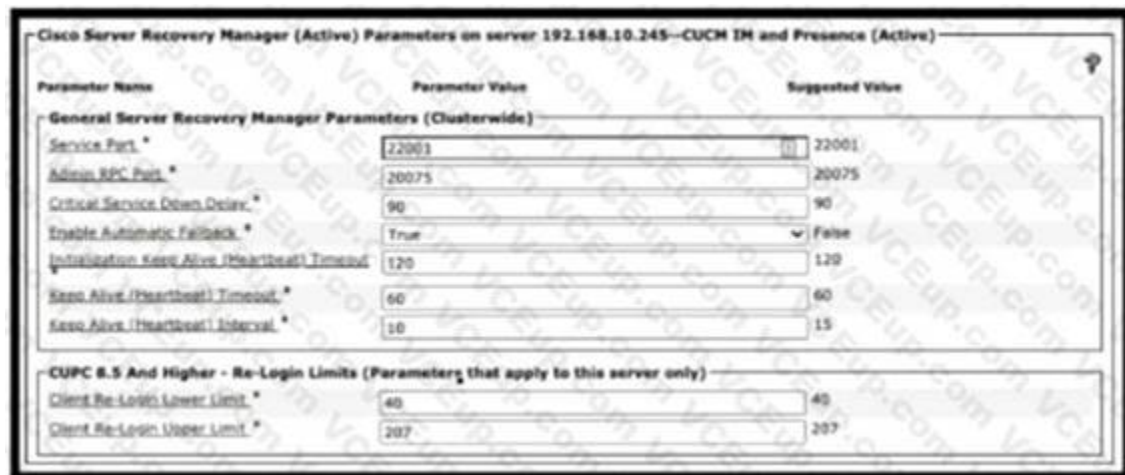 Cisco Server Recovery Manager (Active) Parameters on server 192.168.10.245--CUCM IM and Presence (Active)
Parameter Name Parameter Value Suggested Value
General Server Recovery Manager Parameters (Clusterwide)
Service Port * 22001 22001
Admin RPC Port * 20075 20075
Critical Service Down Delay * 90 90
Enable Automatic Fallback * True False
Initialization Keep Alive (Heartbeat) Timeout 120 120
*
Keep Alive (Heartbeat) Timeout * 60 60
Keep Alive (Heartbeat) Interval * 10 15
CUPC 8.5 And Higher - Re-Login Limits (Parameters that apply to this server only)
Client Re-Login Lower Limit * 40 40
Client Re-Login Upper Limit * 207 207
VCEup.com